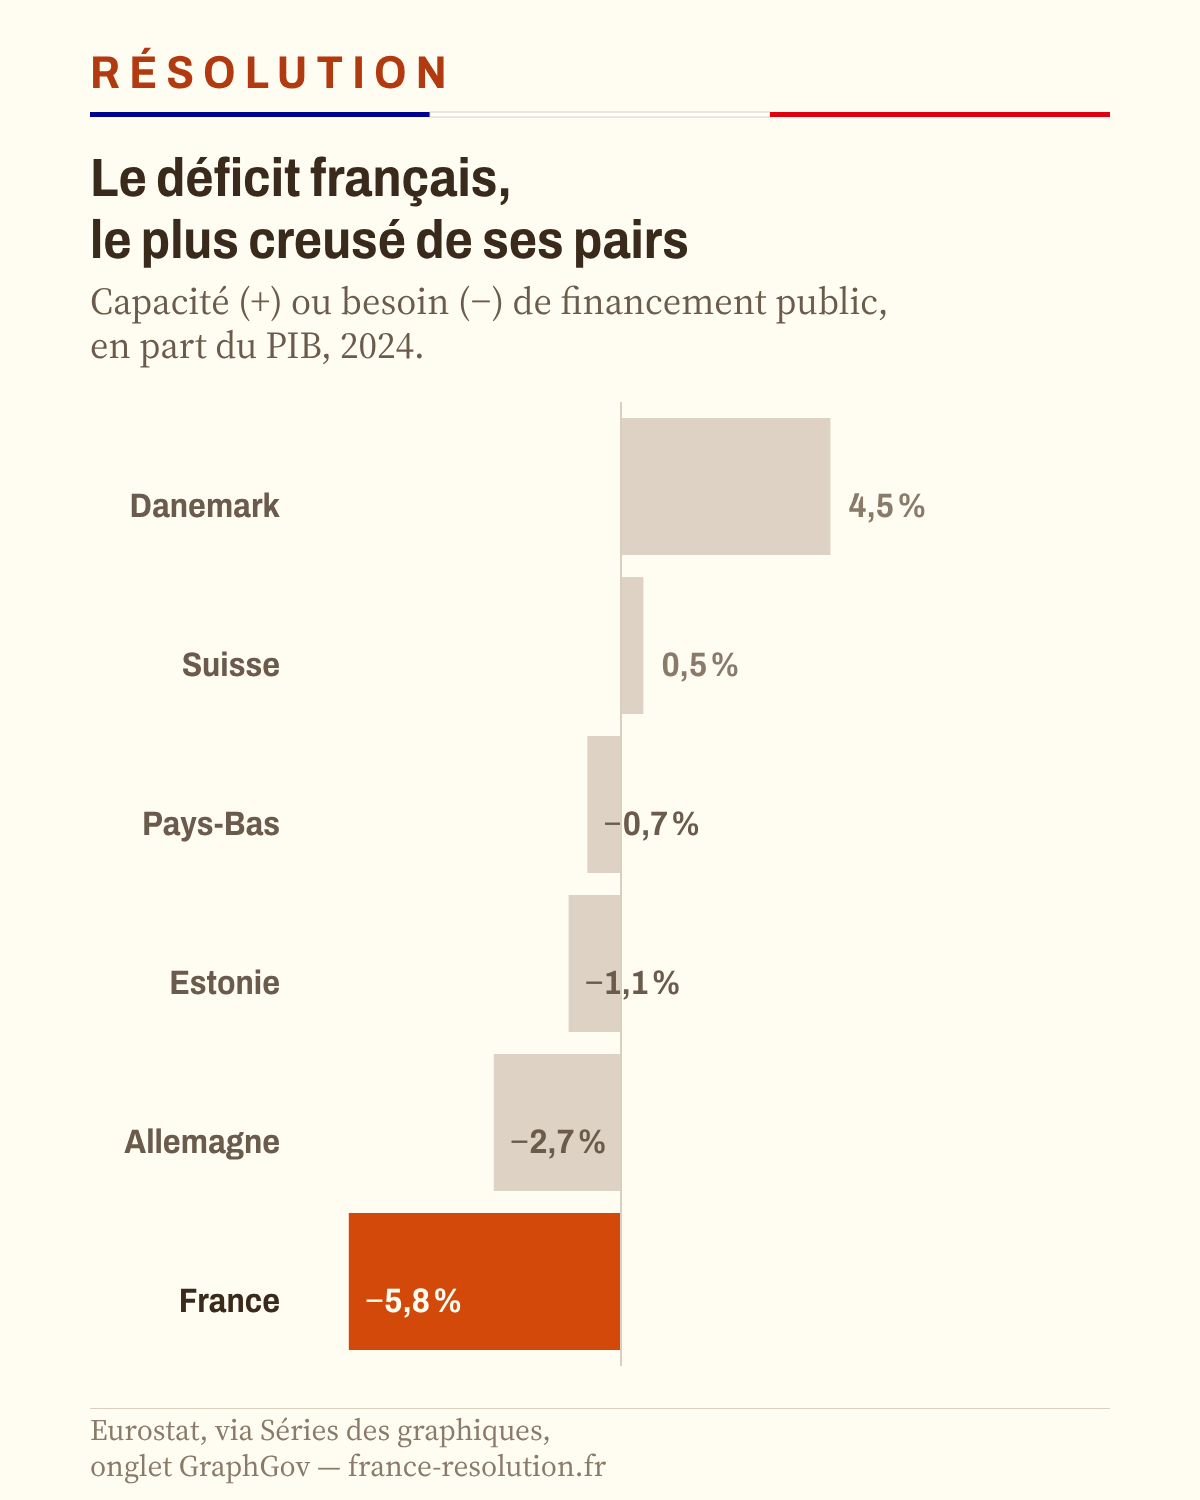 RÉSOLUTION
Le déficit français,
le plus creusé de ses pairs
Capacité (+) ou besoin (−) de financement public,
en part du PIB, 2024.
Danemark 4,5 %
Suisse 0,5 %
Pays-Bas −0,7 %
Estonie −1,1 %
Allemagne −2,7 %
France −5,8 %
Eurostat, via Séries des graphiques,
onglet GraphGov — france-resolution.fr